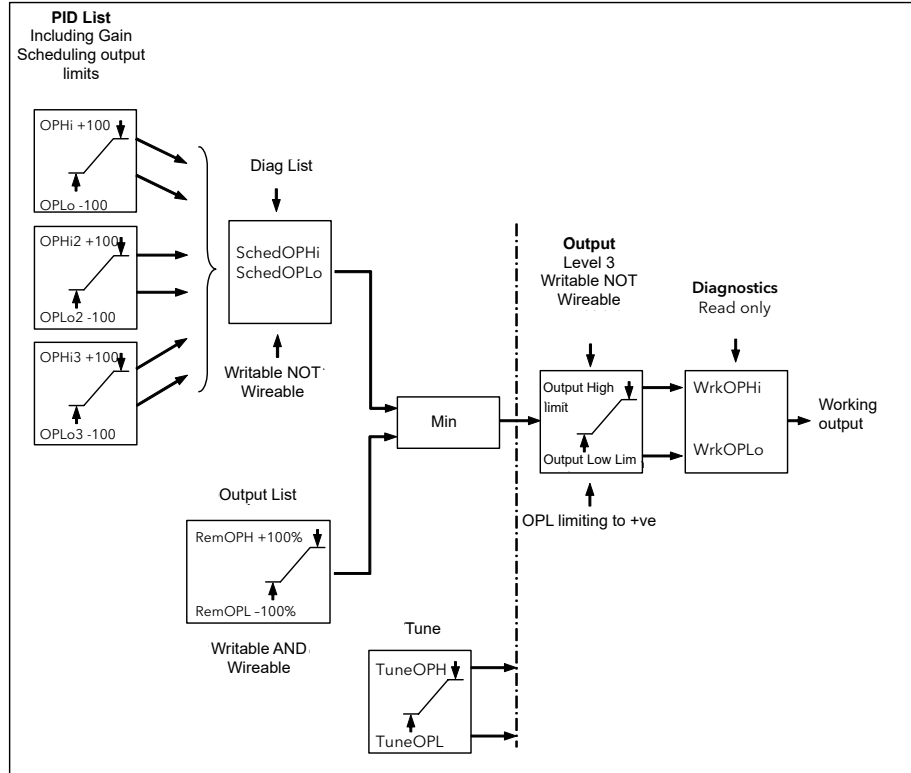 PID List
Including Gain
Scheduling output
limits
OPHi +100
OPLo -100
OPHi2 +100
OPLo2 -100
OPHi3 +100
OPLo3 -100
Diag List
SchedOPHi
SchedOPLo
Writable NOT
Wireable
Output List
RemOPH +100%
RemOPL –100%
Writable AND
Wireable
Min
Tune
TuneOPH
TuneOPL
Output
Level 3
Writable NOT
Wireable
Output High
limit
Output Low Lim
OPL limiting to +ve
Diagnostics
Read only
WrkOPHi
WrkOPLo
Working
output